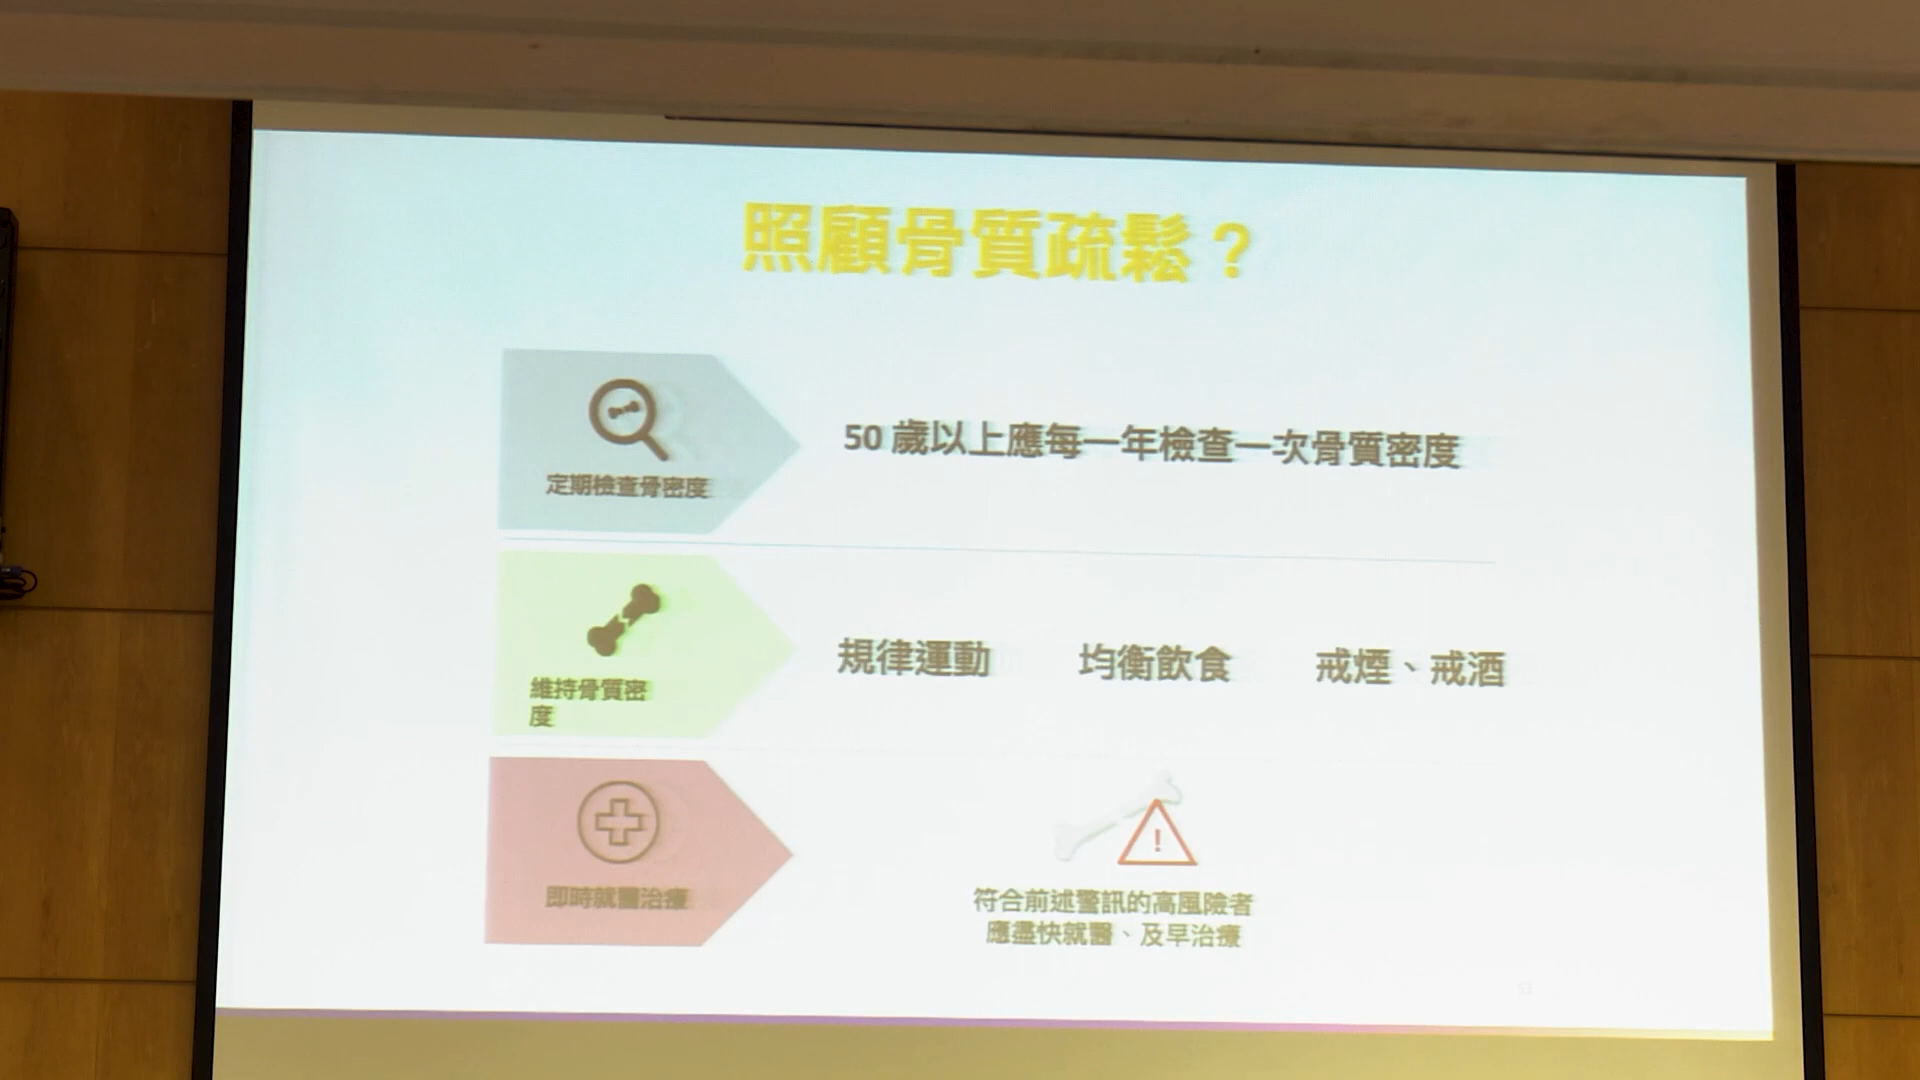 照顧骨質疏鬆？
定期檢查骨密度
50 歲以上應每一年檢查一次骨質密度
維持骨質密
度
規律運動 均衡飲食 戒煙、戒酒
即時就醫治療
符合前述警訊的高風險者
應盡快就醫、及早治療